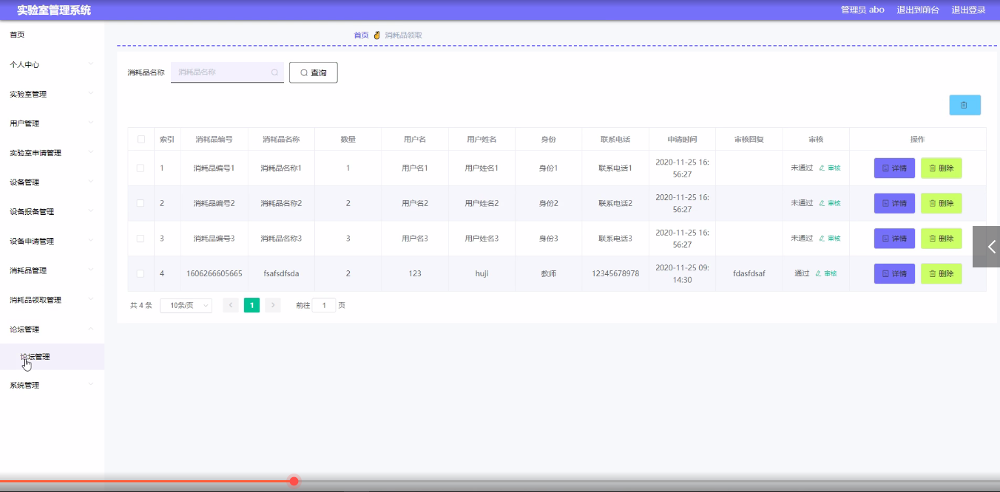 实验室管理系统
管理员 abo 退出到前台 退出登录
首页
个人中心
实验室管理
用户管理
实验室申请管理
设备管理
设备报备管理
设备申请管理
消耗品管理
消耗品领取管理
论坛管理
论坛管理
系统管理
首页 消耗品领取
消耗品名称 消耗品名称 查询
索引 消耗品编号 消耗品名称 数量 用户名 用户姓名 身份 联系电话 申请时间 审核回复 审核 操作
1 消耗品编号1 消耗品名称1 1 用户名1 用户姓名1 身份1 联系电话1 2020-11-25 16: 未通过 审核 详情 删除
56:27
2 消耗品编号2 消耗品名称2 2 用户名2 用户姓名2 身份2 联系电话2 2020-11-25 16: 未通过 审核 详情 删除
56:27
3 消耗品编号3 消耗品名称3 3 用户名3 用户姓名3 身份3 联系电话3 2020-11-25 16: 未通过 审核 详情 删除
56:27
4 1606266605665 fsafsdfsda 2 123 huji 教师 12345678978 2020-11-25 09: fdasfdsaf 通过 审核 详情 删除
14:30
共 4 条 10条/页 1 前往 1 页